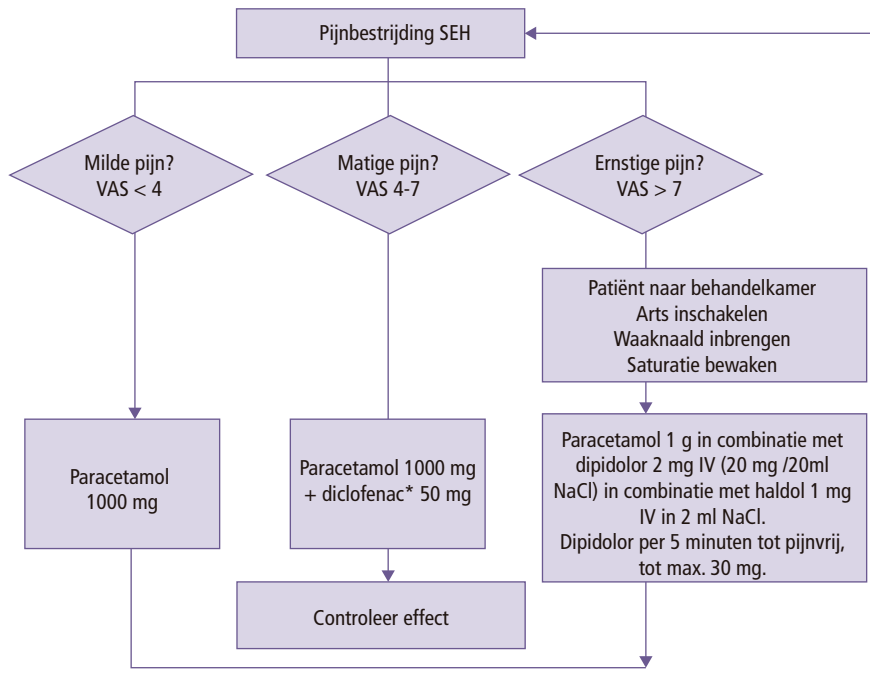 Pijnbestrijding SEH
Milde pijn?
VAS < 4
Matige pijn?
VAS 4-7
Ernstige pijn?
VAS > 7
Patiënt naar behandelkamer
Arts inschakelen
Waaknaald inbrengen
Saturatie bewaken
Paracetamol
1000 mg
Paracetamol 1000 mg
+ diclofenac* 50 mg
Paracetamol 1 g in combinatie met
dipidolor 2 mg IV (20 mg /20ml
NaCl) in combinatie met haldol 1 mg
IV in 2 ml NaCl.
Dipidolor per 5 minuten tot pijnvrij,
tot max. 30 mg.
Controleer effect